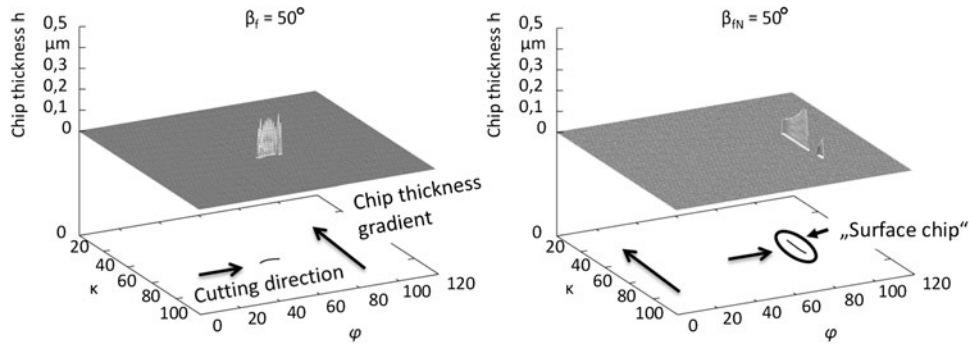 β_f = 50°
Chip thickness h
0,5
μm
0,3
0,2
0,1
0
Chip thickness
gradient
Cutting direction
0
20
40
60
80
100
κ
0
20
40
60
80
100
120
φ
β_fN = 50°
Chip thickness h
0,5
μm
0,3
0,2
0,1
0
„Surface chip“
0
20
40
60
80
100
κ
0
20
40
60
80
100
120
φ